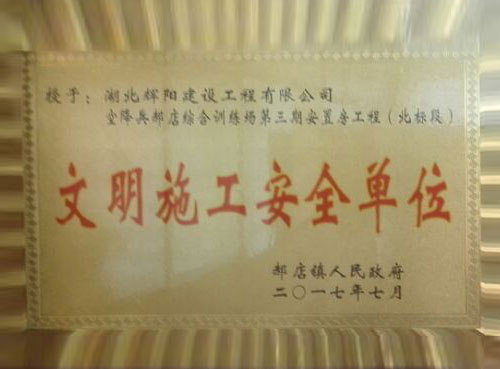 授于：湖北辉阳建设工程有限公司
空降兵郝店综合训练场第三期安置房工程（北标段）
文明施工安全单位
郝店镇人民政府
二〇一七年七月